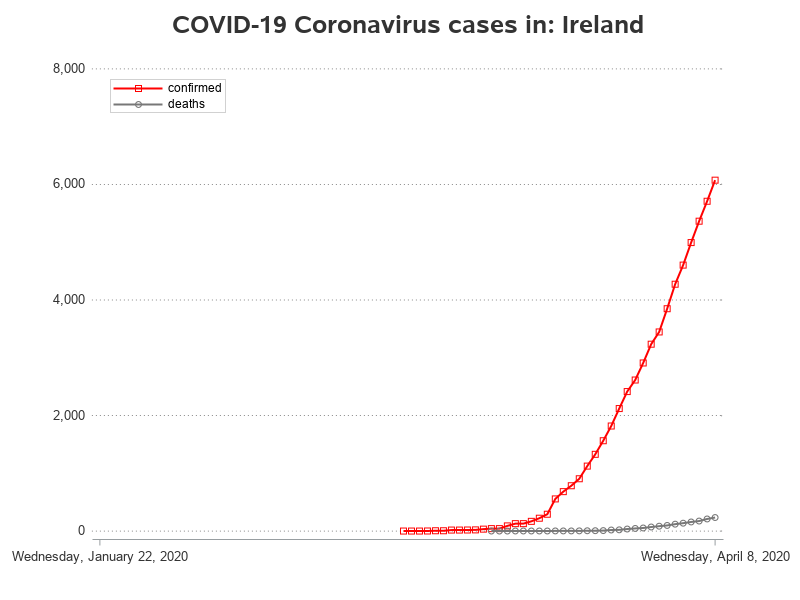 COVID-19 Coronavirus cases in: Ireland
8,000
confirmed
deaths
6,000
4,000
2,000
0
Wednesday, January 22, 2020 Wednesday, April 8, 2020